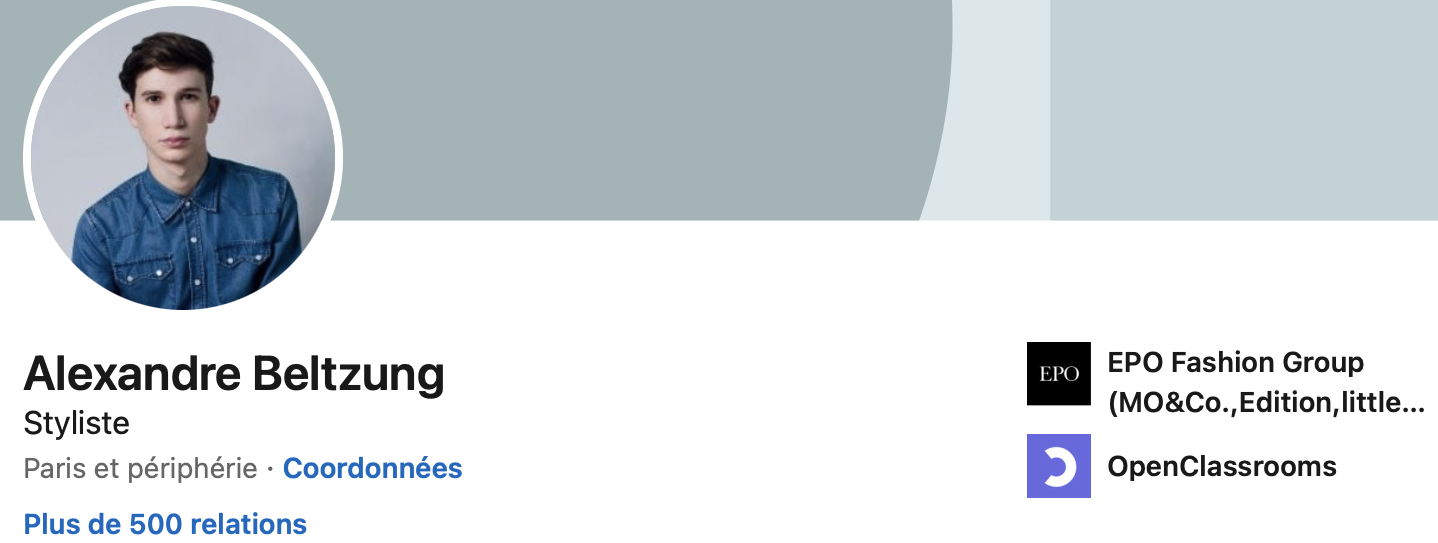 Alexandre Beltzung
Styliste
Paris et périphérie · Coordonnées
Plus de 500 relations
EPO
EPO Fashion Group
(MO&Co.,Edition,little...
OpenClassrooms